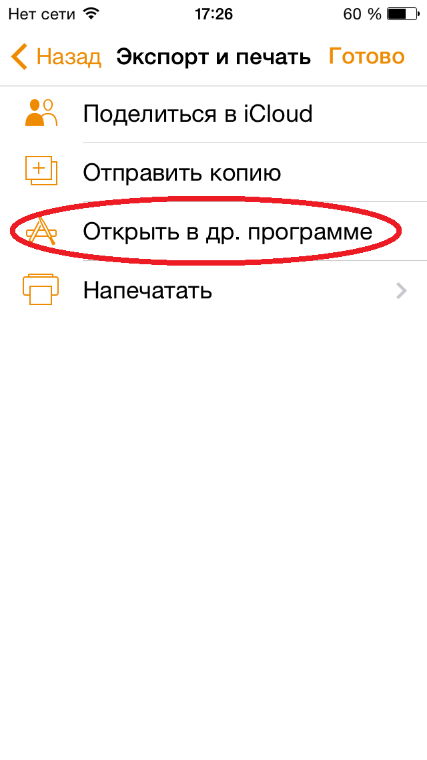 Нет сети 17:26 60 %
Назад Экспорт и печать Готово
Поделиться в iCloud
Отправить копию
Открыть в др. программе
Напечатать